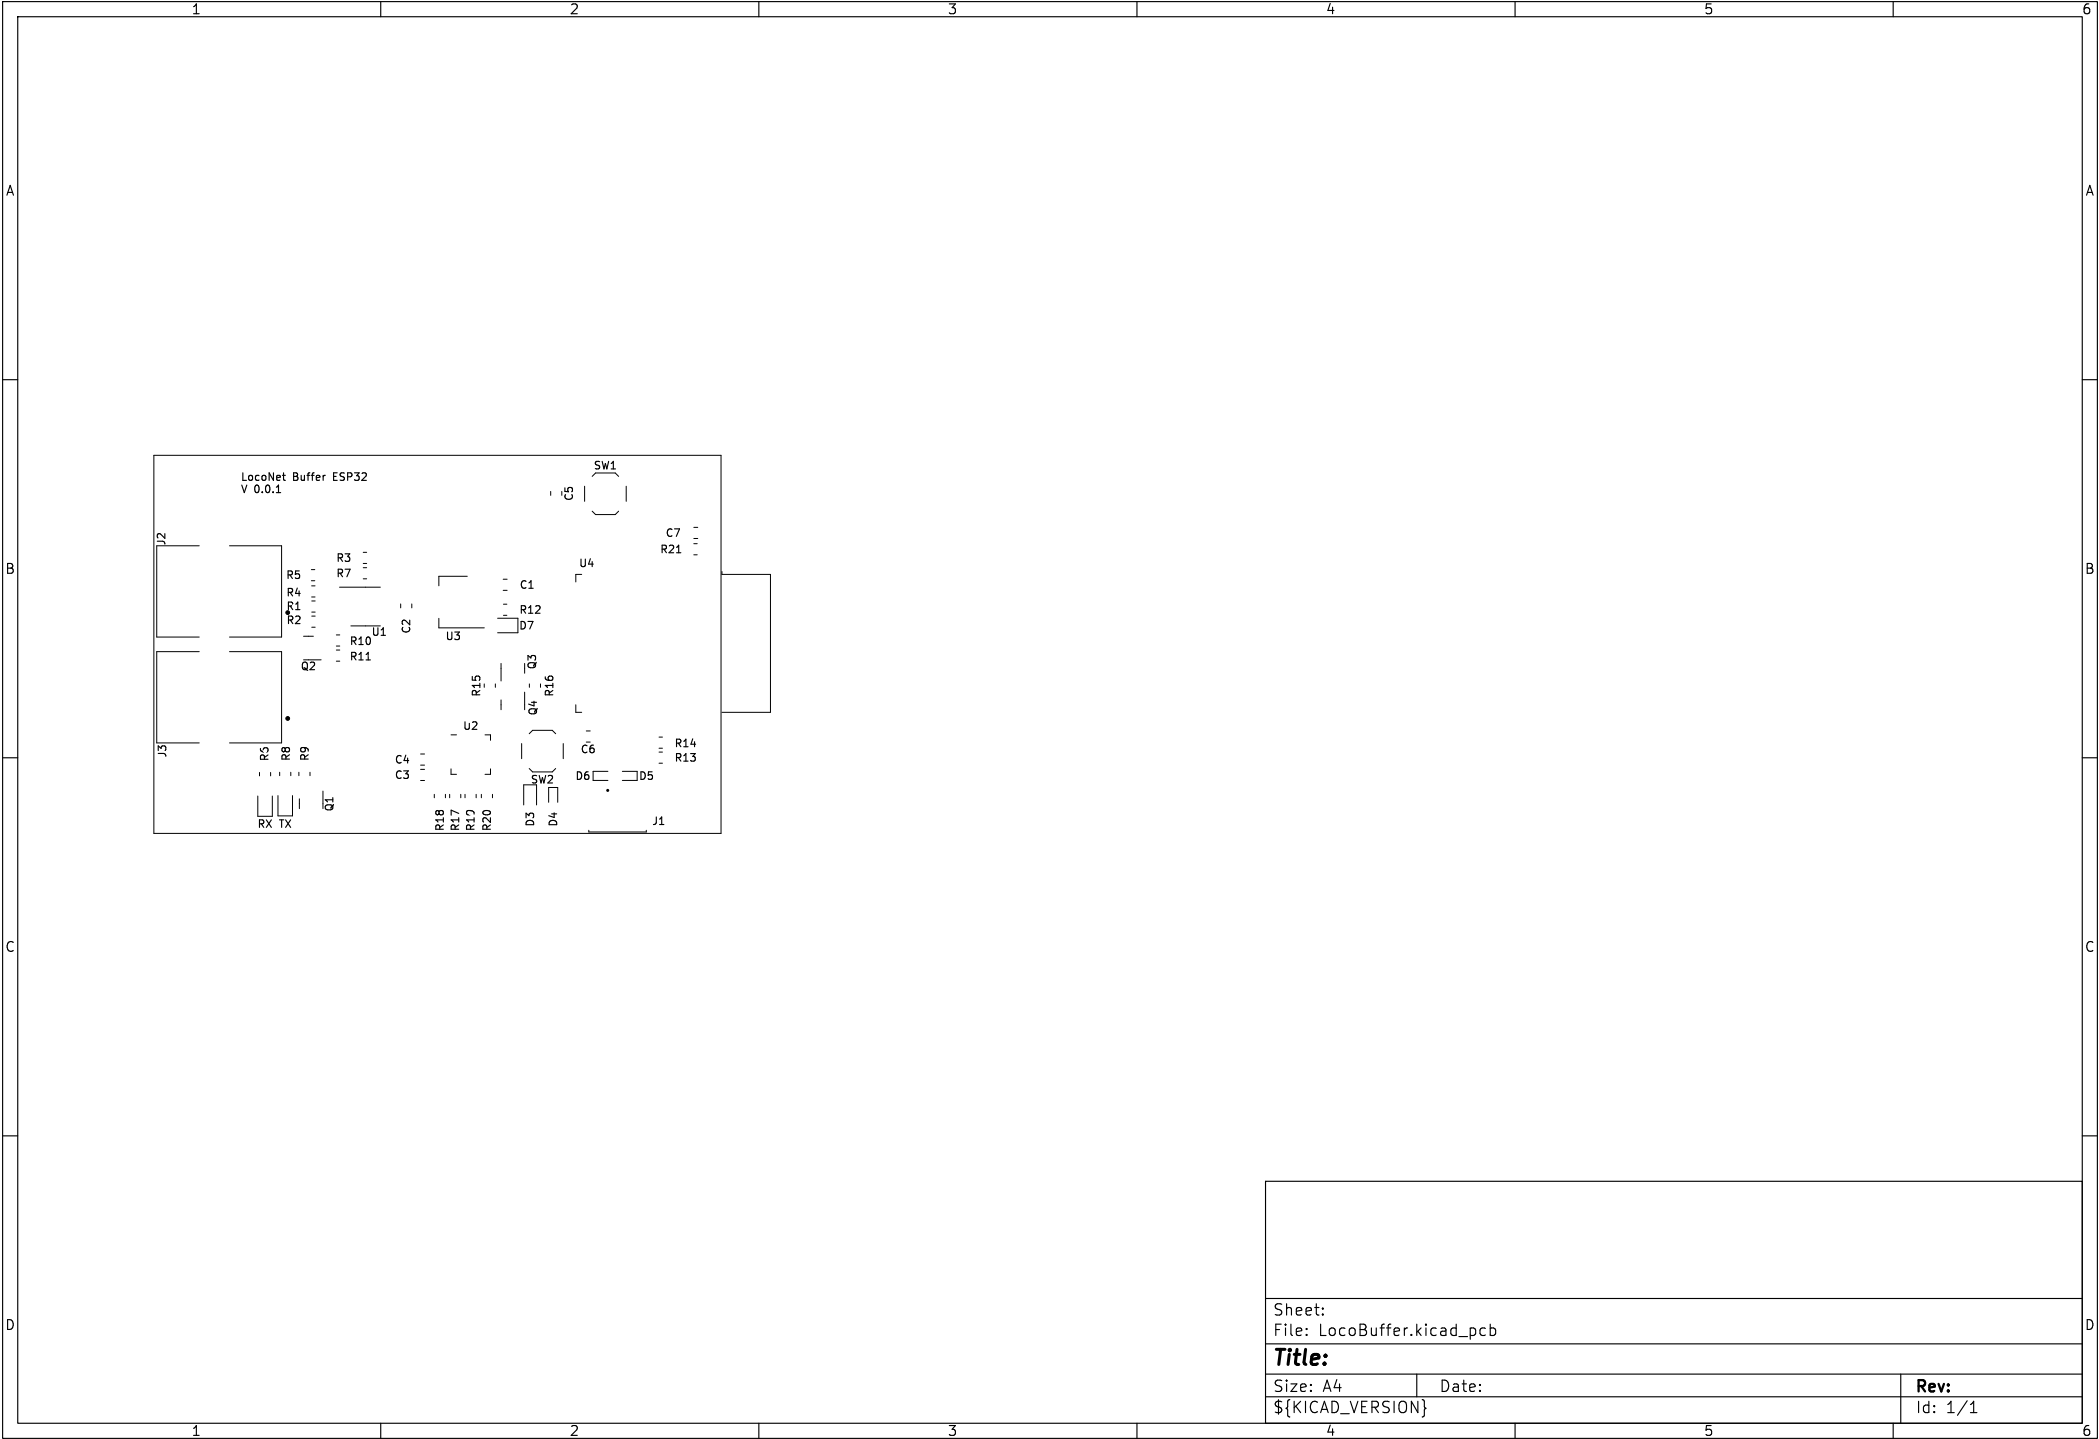 1 2 3 4 5 6
SW1
LocoNet Buffer ESP32
V 0.0.1
C5
A A
C7
J2
R21
R3
U4
B B
R7
R5
C1
R4
R1
R12
R2
C2
D7
U1
U3
R10
R11
Q2
Q3
R15
R16
Q4
U2
R14
J3
R6
R8
R9
C6
R13
C4
C3
D6
D5
SW2
Q1
R18
R17
R19
R20
D3
D4
J1
RX
TX
C C
Sheet:
D D
File: LocoBuffer.kicad_pcb
Title:
Size: A4 Date: Rev:
${KICAD_VERSION} Id: 1/1
1 2 3 4 5 6